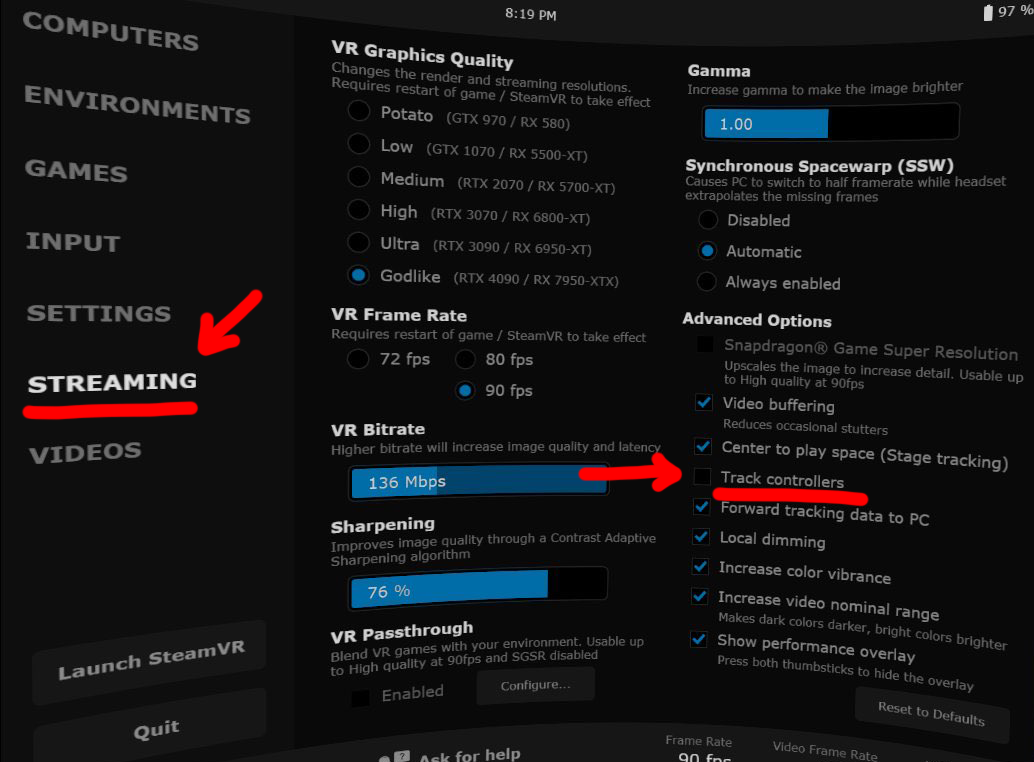 8:19 PM
97 %
COMPUTERS
ENVIRONMENTS
GAMES
INPUT
SETTINGS
STREAMING
VIDEOS
Launch SteamVR
Quit
VR Graphics Quality
Changes the render and streaming resolutions.
Requires restart of game / SteamVR to take effect
Potato (GTX 970 / RX 580)
Low (GTX 1070 / RX 5500-XT)
Medium (RTX 2070 / RX 5700-XT)
High (RTX 3070 / RX 6800-XT)
Ultra (RTX 3090 / RX 6950-XT)
Godlike (RTX 4090 / RX 7950-XTX)
VR Frame Rate
Requires restart of game / SteamVR to take effect
72 fps 80 fps
90 fps
VR Bitrate
Higher bitrate will increase image quality and latency
136 Mbps
Sharpening
Improves image quality through a Contrast Adaptive
Sharpening algorithm
76 %
VR Passthrough
Blend VR games with your environment. Usable up
to High quality at 90fps and SGSR disabled
Enabled
Configure...
Gamma
Increase gamma to make the image brighter
1.00
Synchronous Spacewarp (SSW)
Causes PC to switch to half framerate while headset
extrapolates the missing frames
Disabled
Automatic
Always enabled
Advanced Options
Snapdragon® Game Super Resolution
Upscales the image to increase detail. Usable up
to High quality at 90fps
Video buffering
Reduces occasional stutters
Center to play space (Stage tracking)
Track controllers
Forward tracking data to PC
Local dimming
Increase color vibrance
Increase video nominal range
Makes dark colors darker, bright colors brighter
Show performance overlay
Press both thumbsticks to hide the overlay
Reset to Defaults
? Ask for help
Frame Rate
90 fps
Video Frame Rate